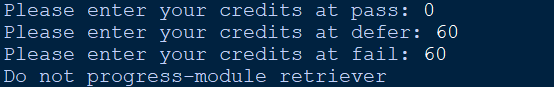 Please enter your credits at pass: 0
Please enter your credits at defer: 60
Please enter your credits at fail: 60
Do not progress-module retriever